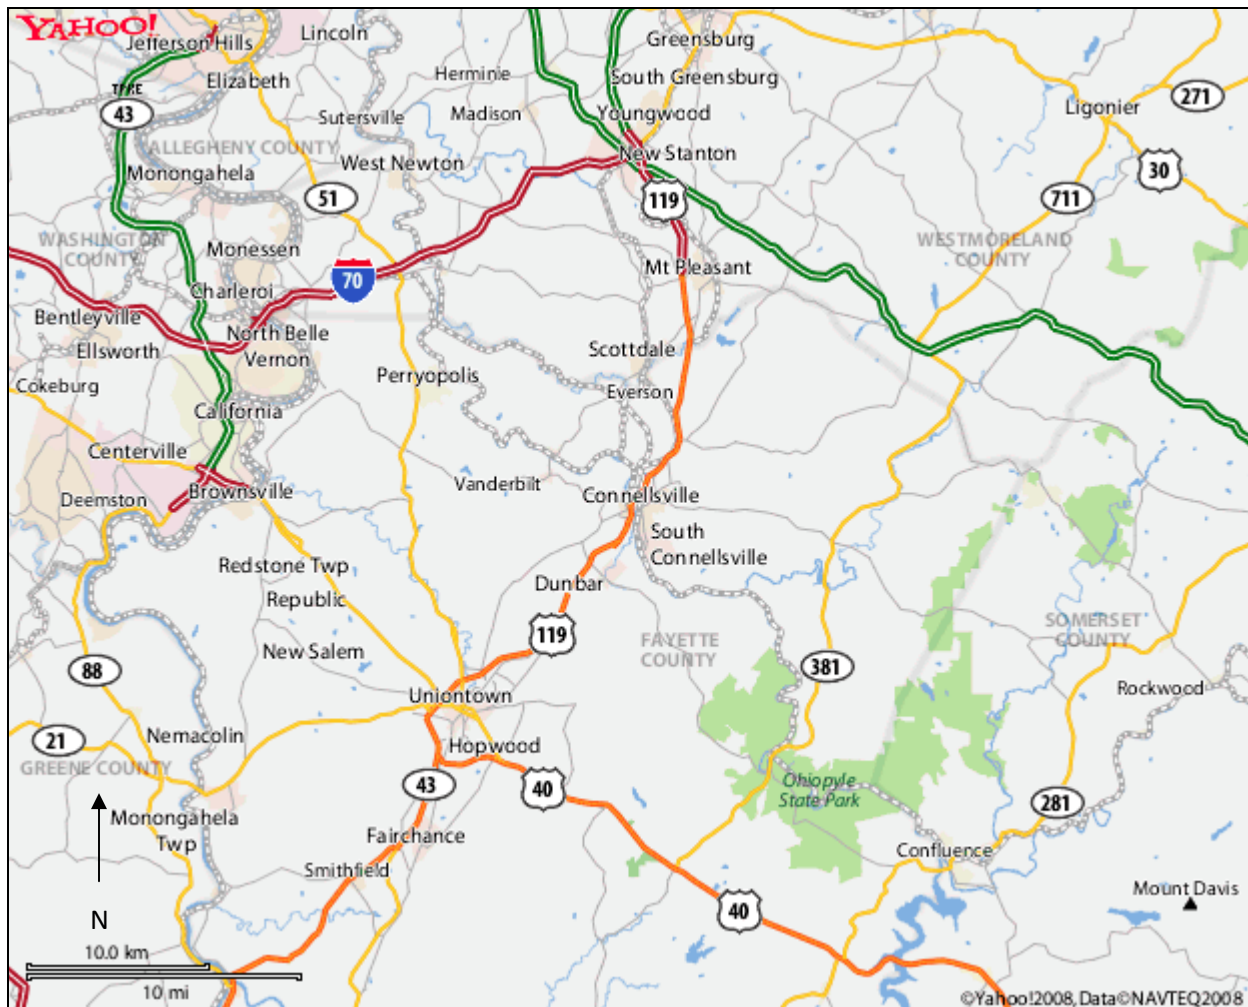 YAHOO!
Jefferson Hills
Lincoln
Greensburg
Elizabeth
Herminie
South Greensburg
TPKE
43
Madison
Youngwood
Ligonier
271
Sutersville
ALLEGHENY COUNTY
West Newton
New Stanton
Monongahela
30
51
119
711
WASHINGTON
COUNTY
Monessen
WESTMORELAND
COUNTY
Mt Pleasant
70
Charleroi
Bentleyville
North Belle
Vernon
Ellsworth
Scottdale
Cokeburg
Perryopolis
Everson
California
Centerville
Vanderbilt
Brownsville
Connellsville
Deemston
South
Connellsville
Redstone Twp
Dunbar
Republic
119
SOMERSET
COUNTY
New Salem
FAYETTE
COUNTY
88
381
Rockwood
Uniontown
21
Nemacolin
Hopwood
GREENE COUNTY
43
40
Ohiopyle
State Park
281
Monongahela
Twp
Fairchance
Confluence
Smithfield
Mount Davis
N
40
10.0 km
10 mi
©Yahoo!2008, Data©NAVTEQ2008